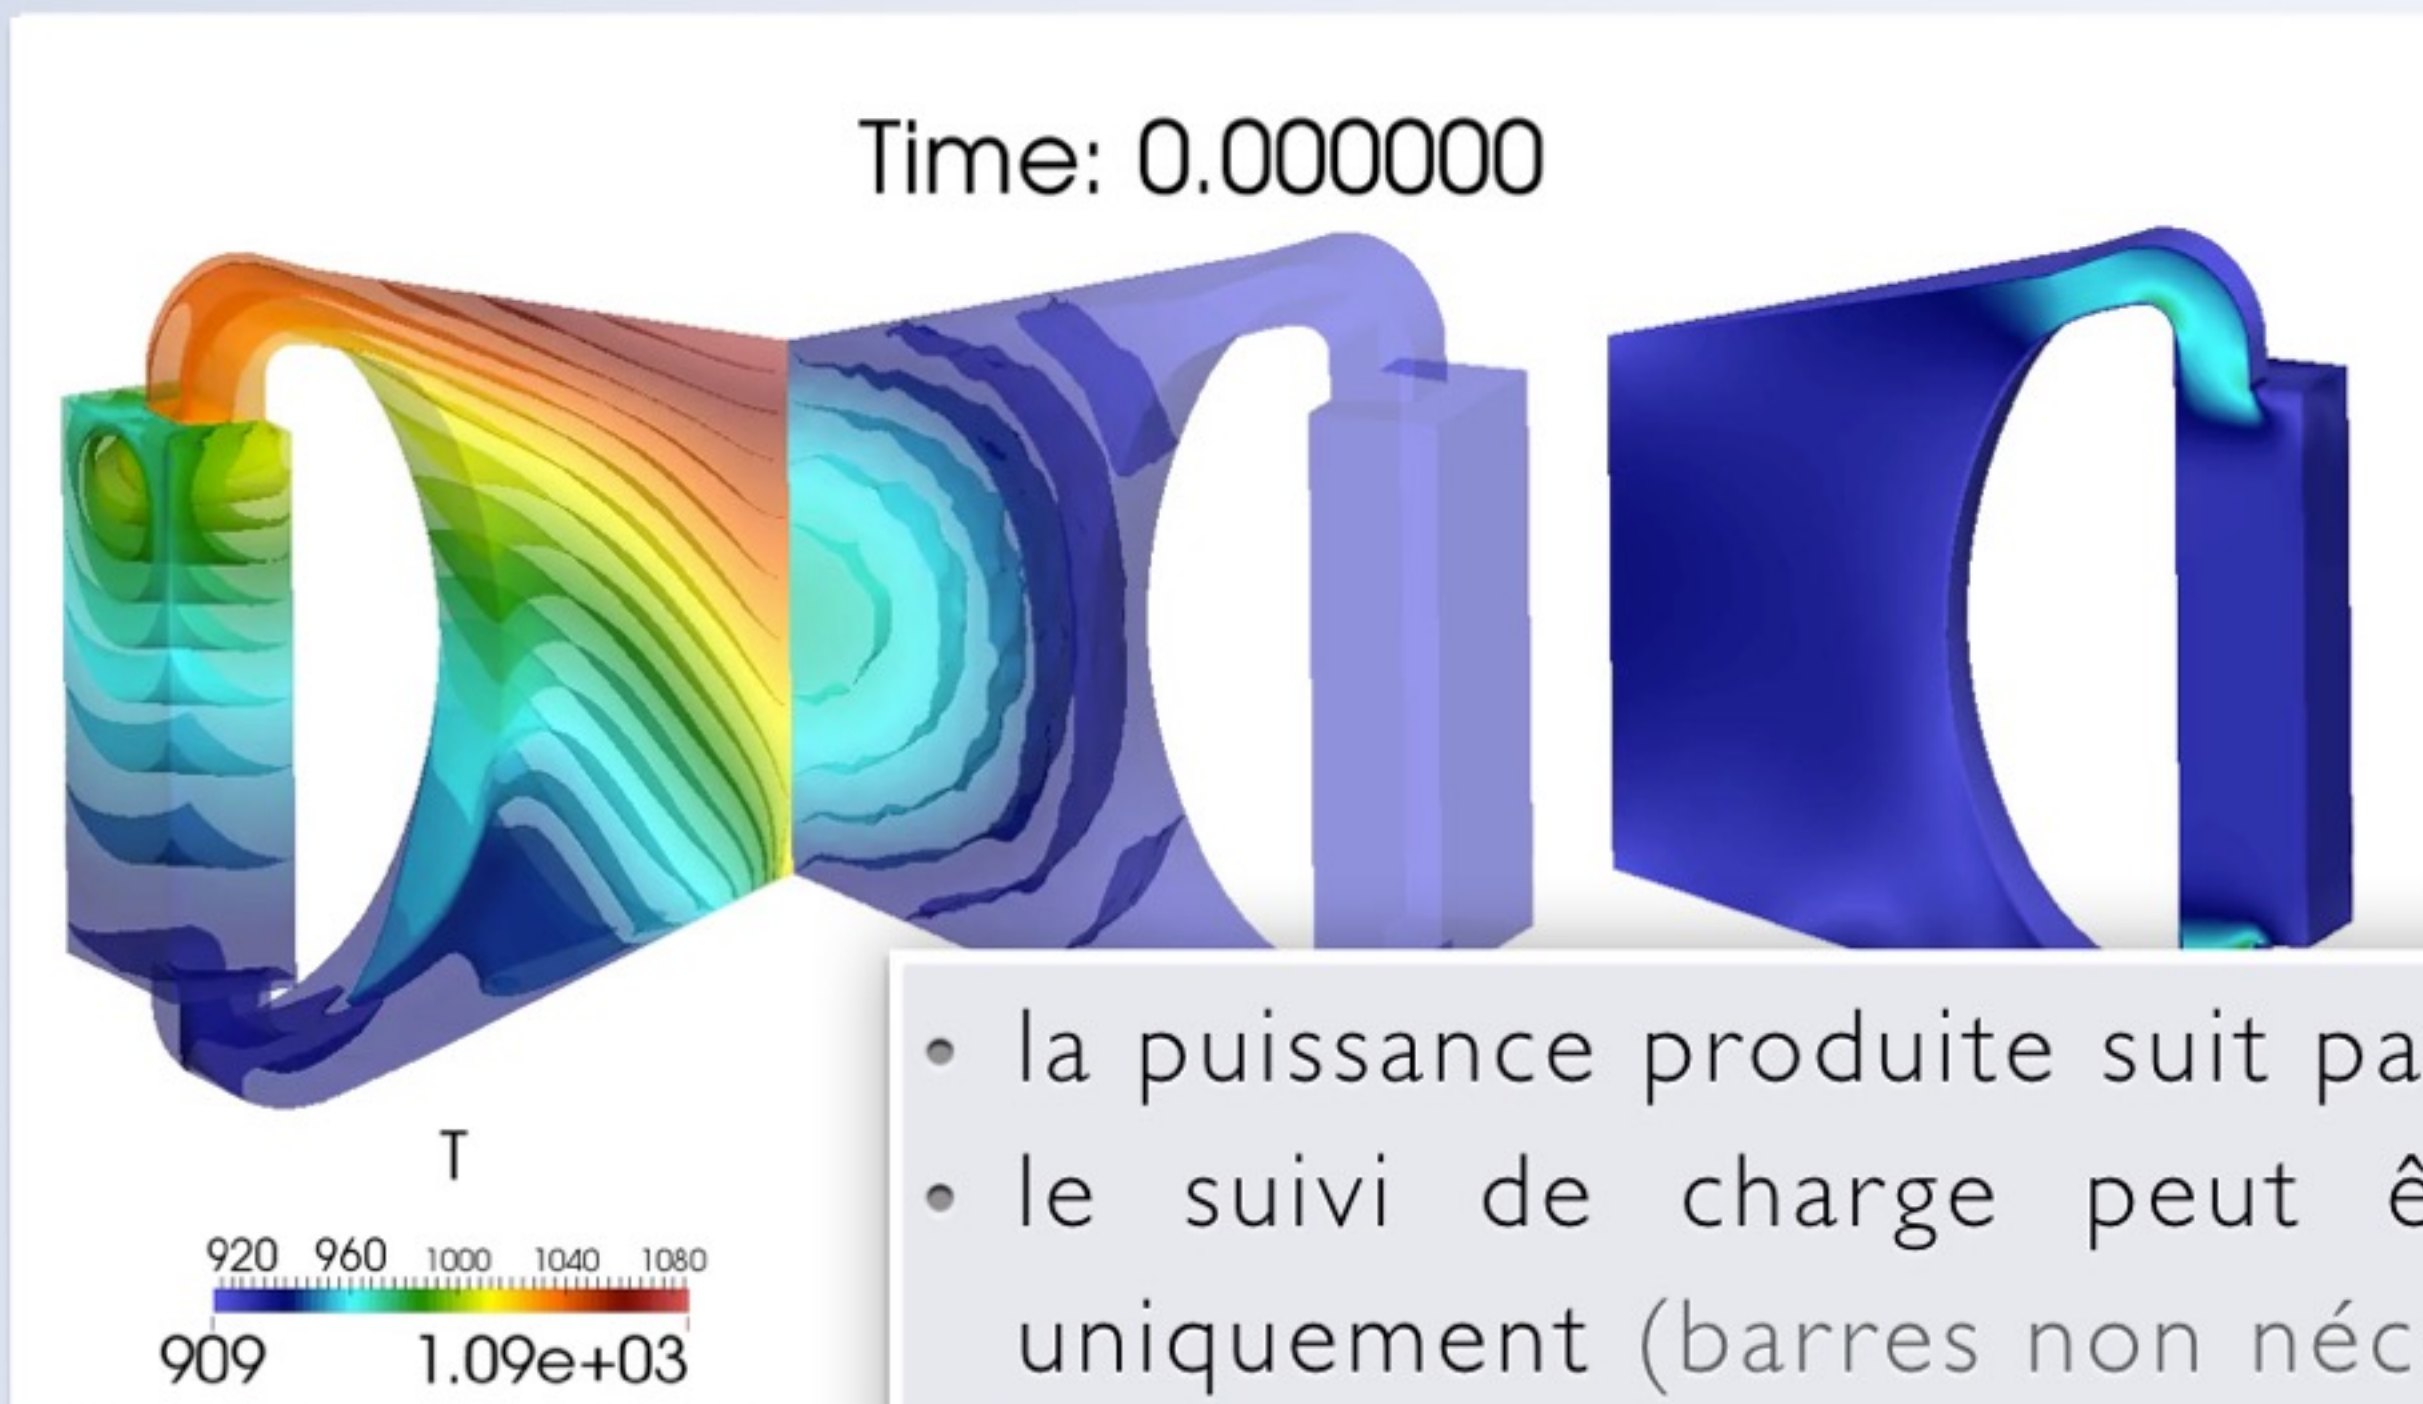 Time: 0.000000
T
920 960 1000 1040 1080
909 1.09e+03
• la puissance produite suit pa
• le suivi de charge peut ê
uniquement (barres non néc